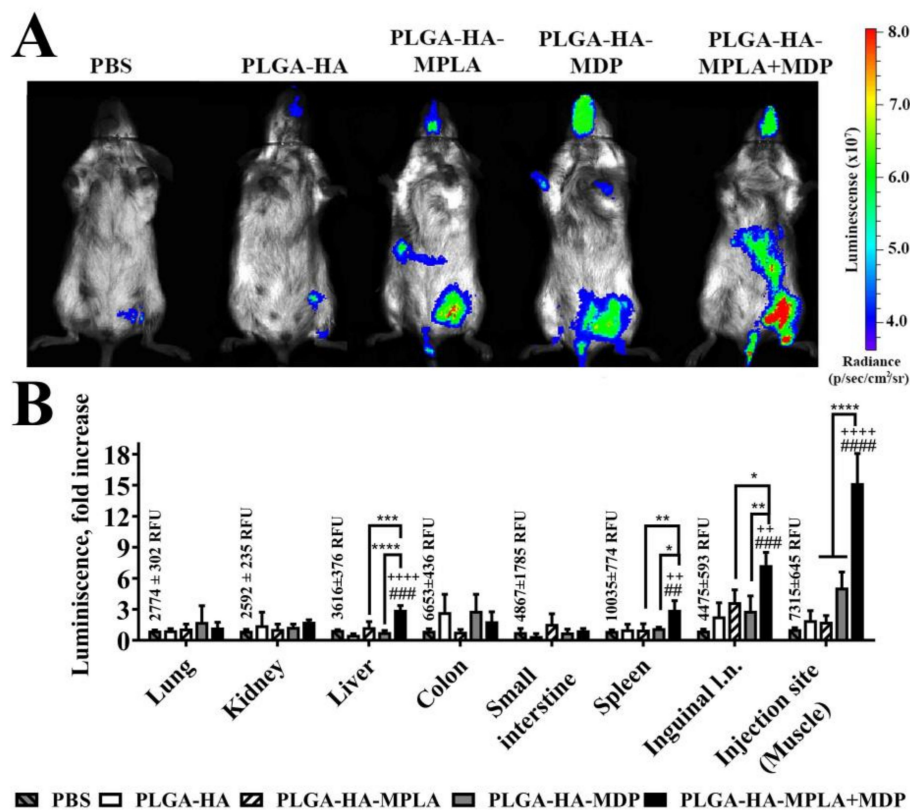 A
PBS
PLGA-HA
PLGA-HA-
MPLA
PLGA-HA-
MDP
PLGA-HA-
MPLA+MDP
Luminescense (x10⁷)
8.0
7.0
6.0
5.0
4.0
Radiance
(p/sec/cm²/sr)
B
Luminiscence, fold increase
18
15
12
9
6
3
0
2774 ± 302 RFU
2592 ± 235 RFU
3616±376 RFU
6653±436 RFU
4867±1785 RFU
10035±774 RFU
4475±593 RFU
7315±645 RFU
***
****
++++
###
**
*
++
##
*
**
++
###
****
++++
####
Lung
Kidney
Liver
Colon
Small
interstine
Spleen
Inguinal l.n.
Injection site
(Muscle)
PBS PLGA-HA PLGA-HA-MPLA PLGA-HA-MDP PLGA-HA-MPLA+MDP